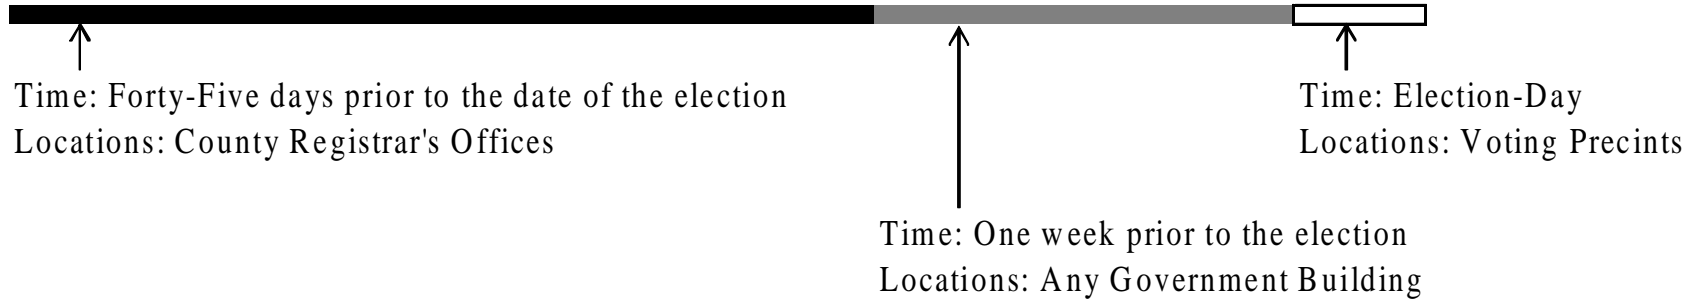 Time: Forty-Five days prior to the date of the election
Locations: County Registrar's Offices
Time: Election-Day
Locations: Voting Precints
Time: One week prior to the election
Locations: Any Government Building